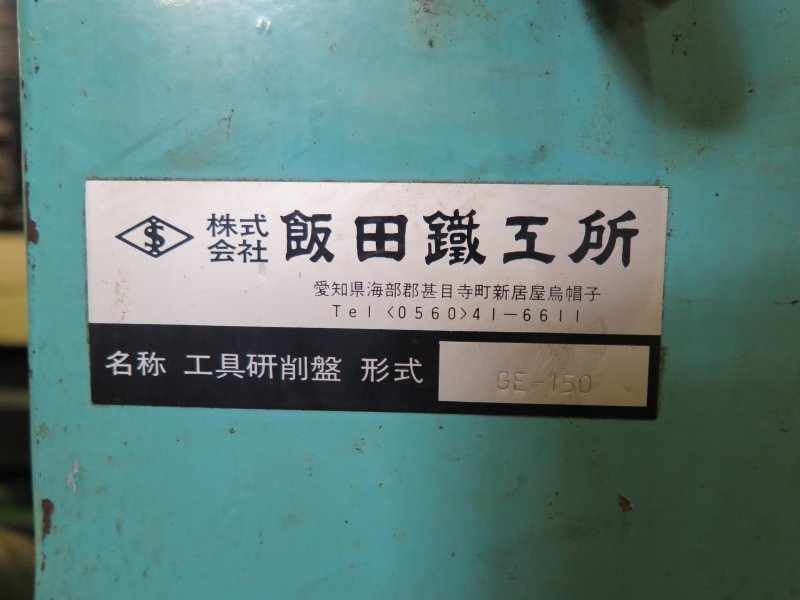 株式会社 飯田鐵工所
愛知県海部郡甚目寺町新居屋烏帽子
Tel <0560>41-6611
名称 工具研削盤 形式 GE-150